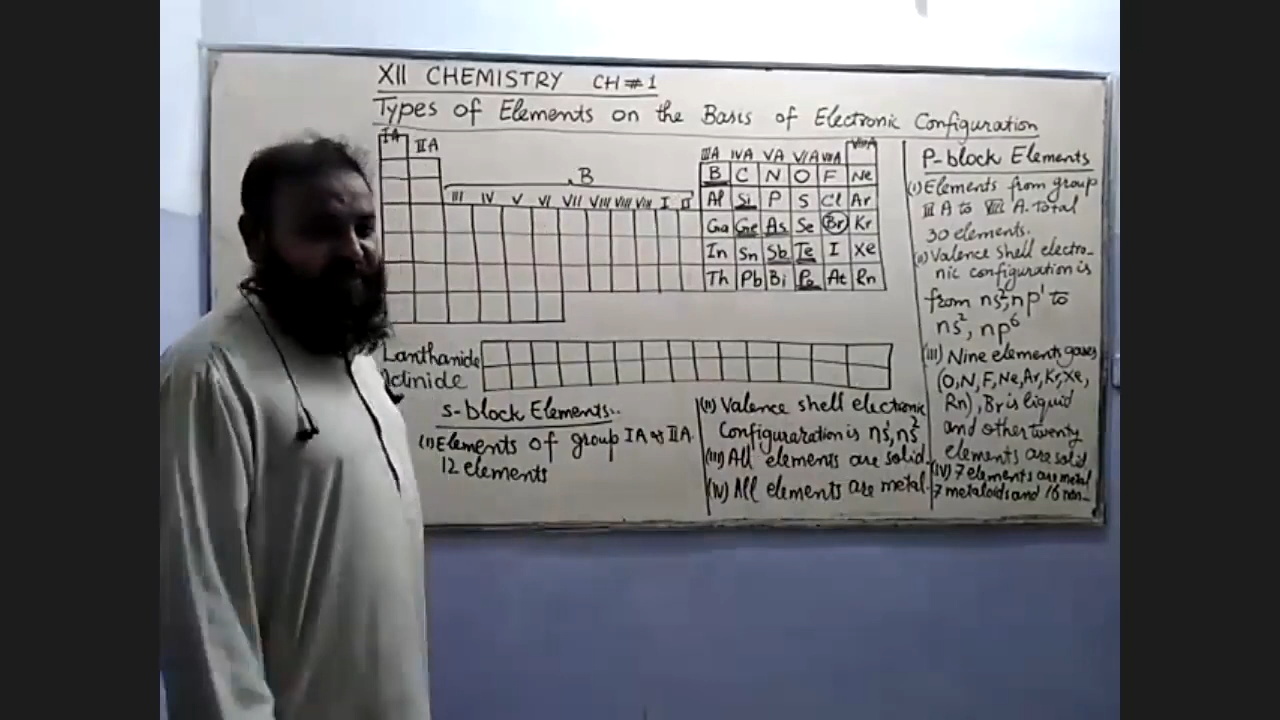 XII CHEMISTRY CH#1
Types of Elements on the Basis of Electronic Configuration
IA
IIA
B
III IV V VI VII VIII VIII VIII I II
IIIA IVA VA VIA VIIA VIIIA
B C N O F Ne
Al Si P S Cl Ar
Ga Ge As Se Br Kr
In Sn Sb Te I Xe
Th Pb Bi Po At Rn
Lanthanide
Actinide
s-block Elements..
(i) Elements of group IA & IIA.
12 elements
(ii) Valence shell electronic
Configuraration is ns¹, ns²
(iii) All elements are solid.
(iv) All elements are metal.
P-block Elements
(i) Elements from group
III A to VIII A. Total
30 elements.
(ii) Valence shell electro-
nic configuration is
from ns², np¹ to
ns², np⁶
(iii) Nine elements gases
(O,N,F,Ne,Ar,Kr,Xe,
Rn), Br is liquid
and other twenty
elements are solid
(iv) 7 elements are metal
7 metaloids and 16 non-